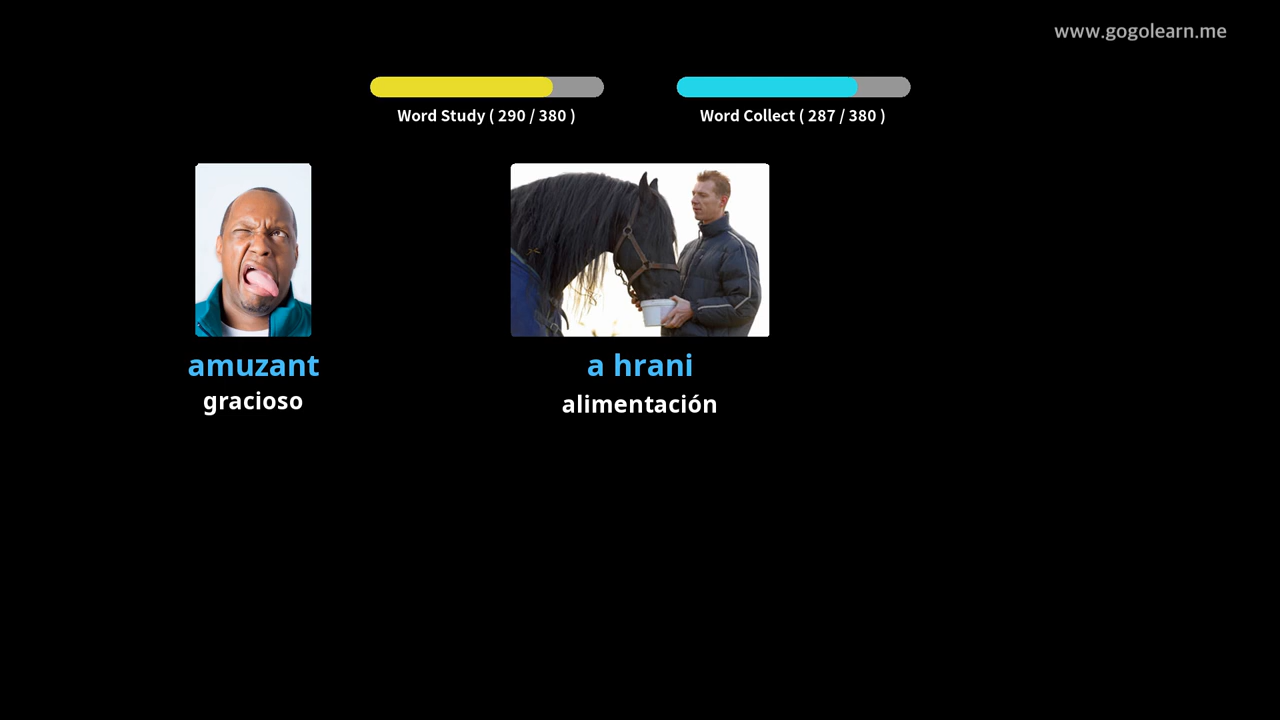 www.gogolearn.me
Word Study ( 290 / 380 )
Word Collect ( 287 / 380 )
amuzant
gracioso
a hrani
alimentación